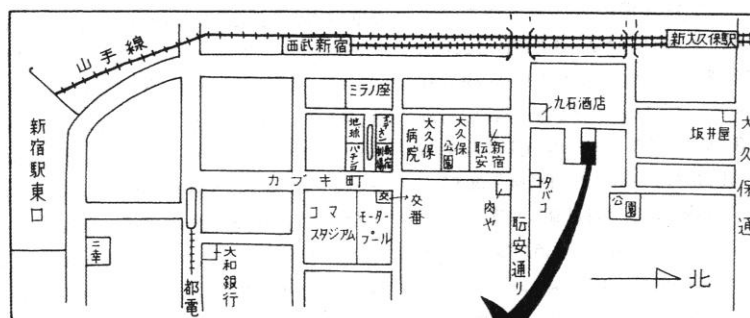 山手線
西武新宿
新大久保駅
ミラノ座
九石酒店
坂井屋
大久保通
新宿駅東口
地球
パチンコ
大久保
病院
大久保
公園
新宿
聀安
カブキ町
交
交番
肉や
タバコ
公園
コマ
スタジアム
モーター
プール
三幸
大和銀行
都電
聀安通り
北